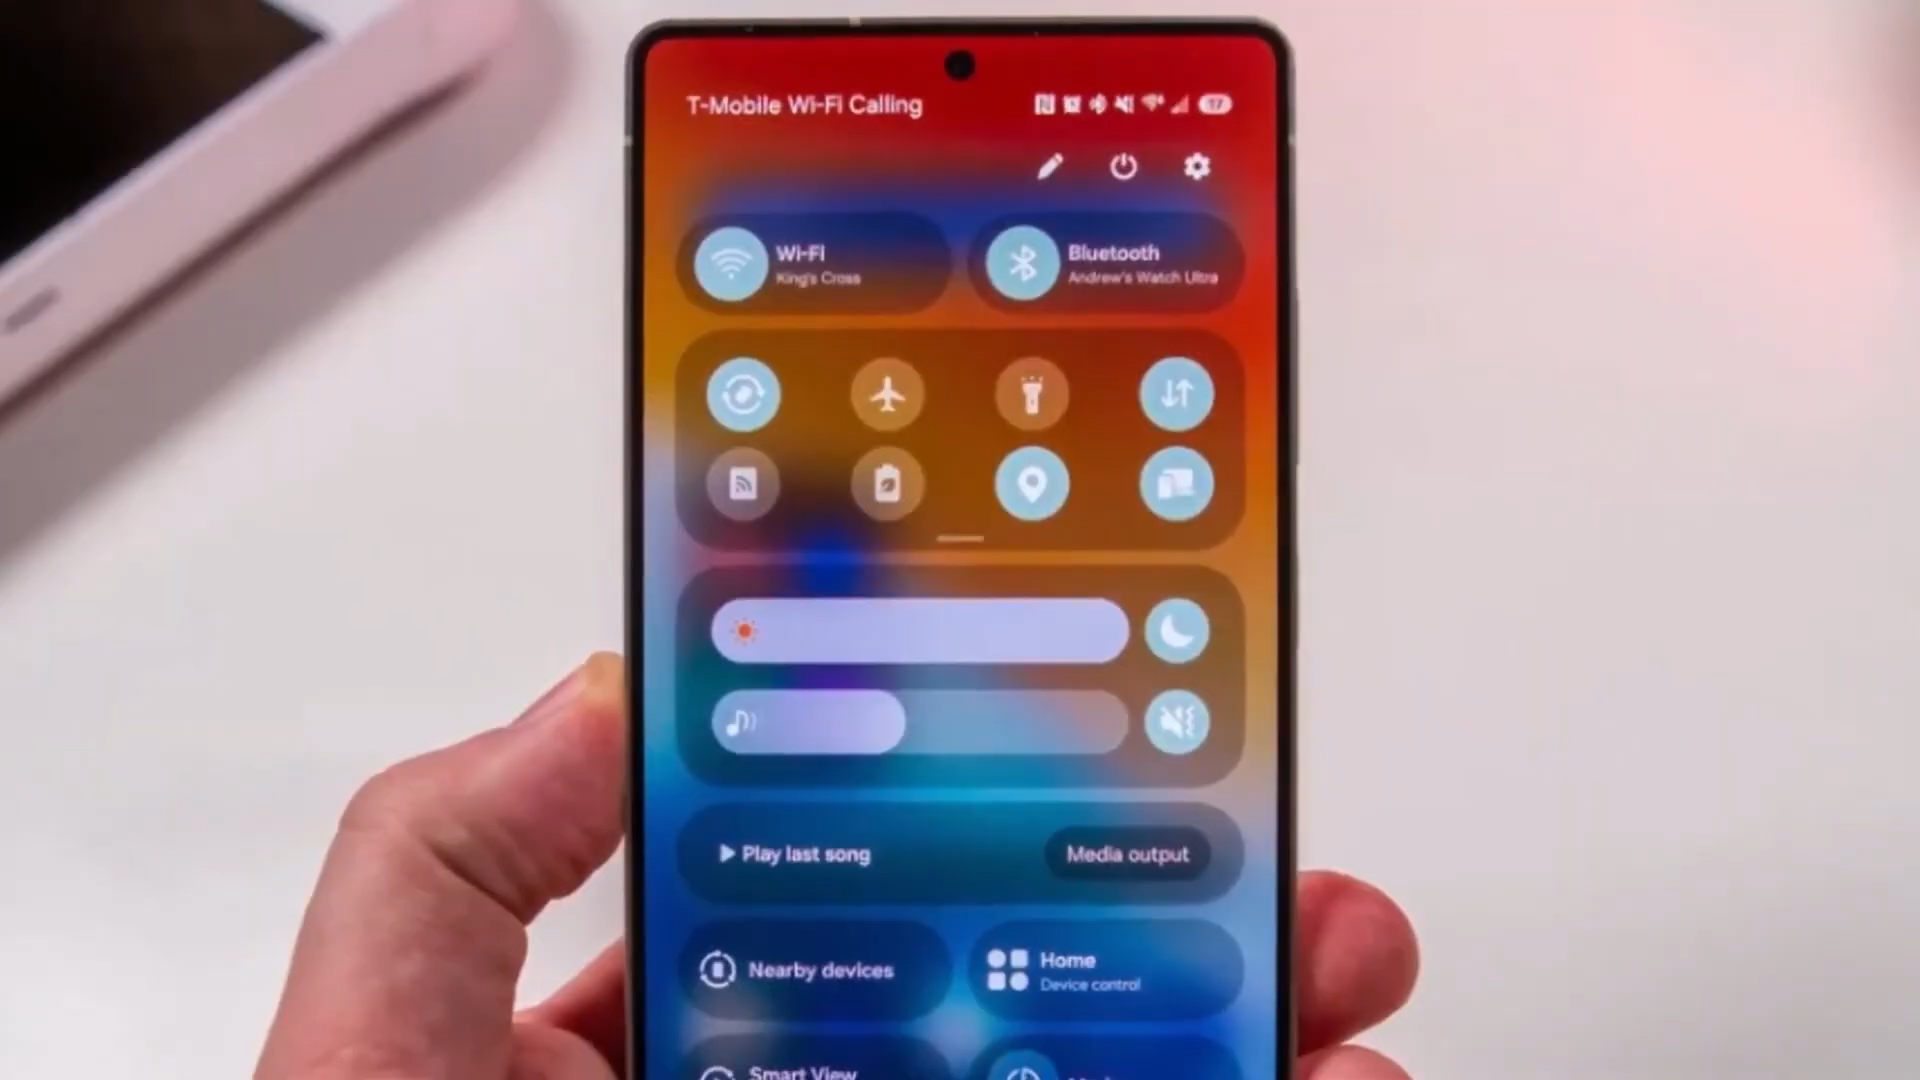 T-Mobile Wi-Fi Calling
17
Wi-Fi
King's Cross
Bluetooth
Andrew's Watch Ultra
Play last song
Media output
Nearby devices
Home
Device control
Smart View